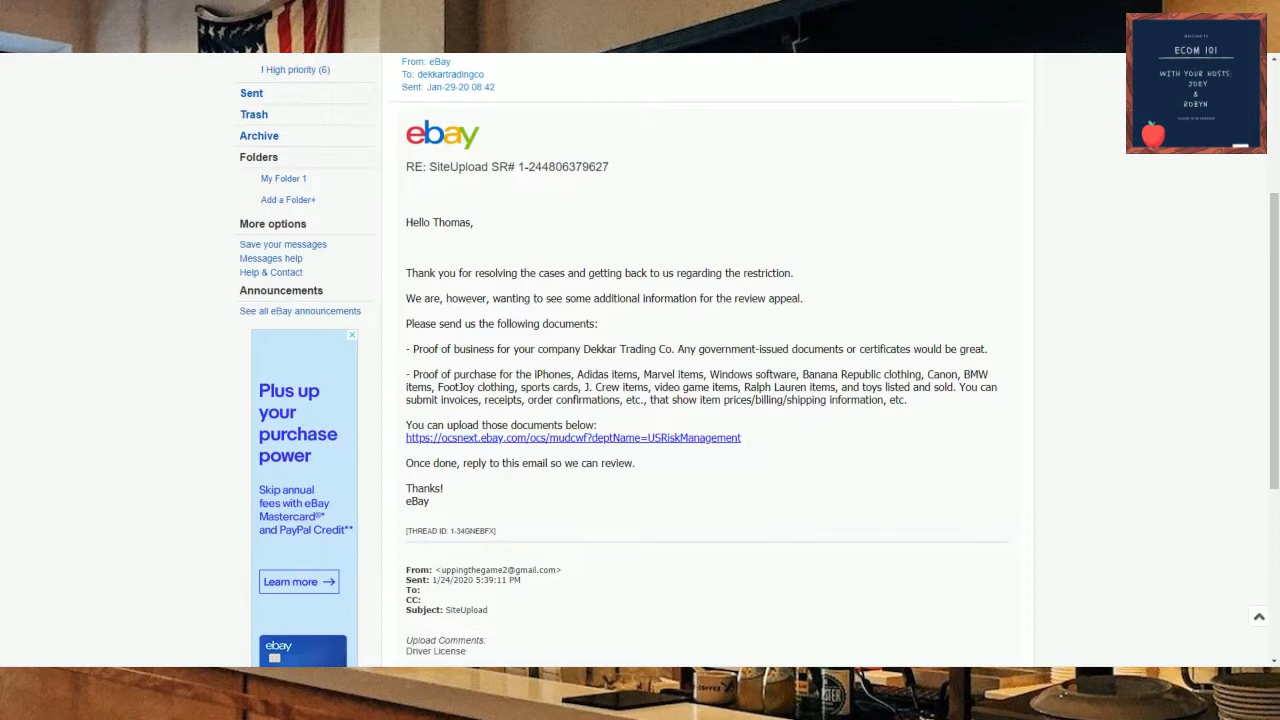 ! High priority (6)
Sent
Trash
Archive
Folders
My Folder 1
Add a Folder+
More options
Save your messages
Messages help
Help & Contact
Announcements
See all eBay announcements
Plus up
your
purchase
power
Skip annual
fees with eBay
Mastercard®*
and PayPal Credit**
Learn more
ebay
From: eBay
To: dekkartradingco
Sent: Jan-29-20 08:42
ebay
RE: SiteUpload SR# 1-244806379627
Hello Thomas,
Thank you for resolving the cases and getting back to us regarding the restriction.
We are, however, wanting to see some additional information for the review appeal.
Please send us the following documents:
- Proof of business for your company Dekkar Trading Co. Any government-issued documents or certificates would be great.
- Proof of purchase for the iPhones, Adidas items, Marvel items, Windows software, Banana Republic clothing, Canon, BMW
items, FootJoy clothing, sports cards, J. Crew items, video game items, Ralph Lauren items, and toys listed and sold. You can
submit invoices, receipts, order confirmations, etc., that show item prices/billing/shipping information, etc.
You can upload those documents below:
https://ocsnext.ebay.com/ocs/mudcwf?deptName=USRiskManagement
Once done, reply to this email so we can review.
Thanks!
eBay
[THREAD ID: 1-34GNEBFX]
From: <uppingthegame2@gmail.com>
Sent: 1/24/2020 5:39:11 PM
To:
CC:
Subject: SiteUpload
Upload Comments:
Driver License
WELCOME TO
ECOM 101
WITH YOUR HOSTS:
JOEY
&
ROBYN
COFFEE